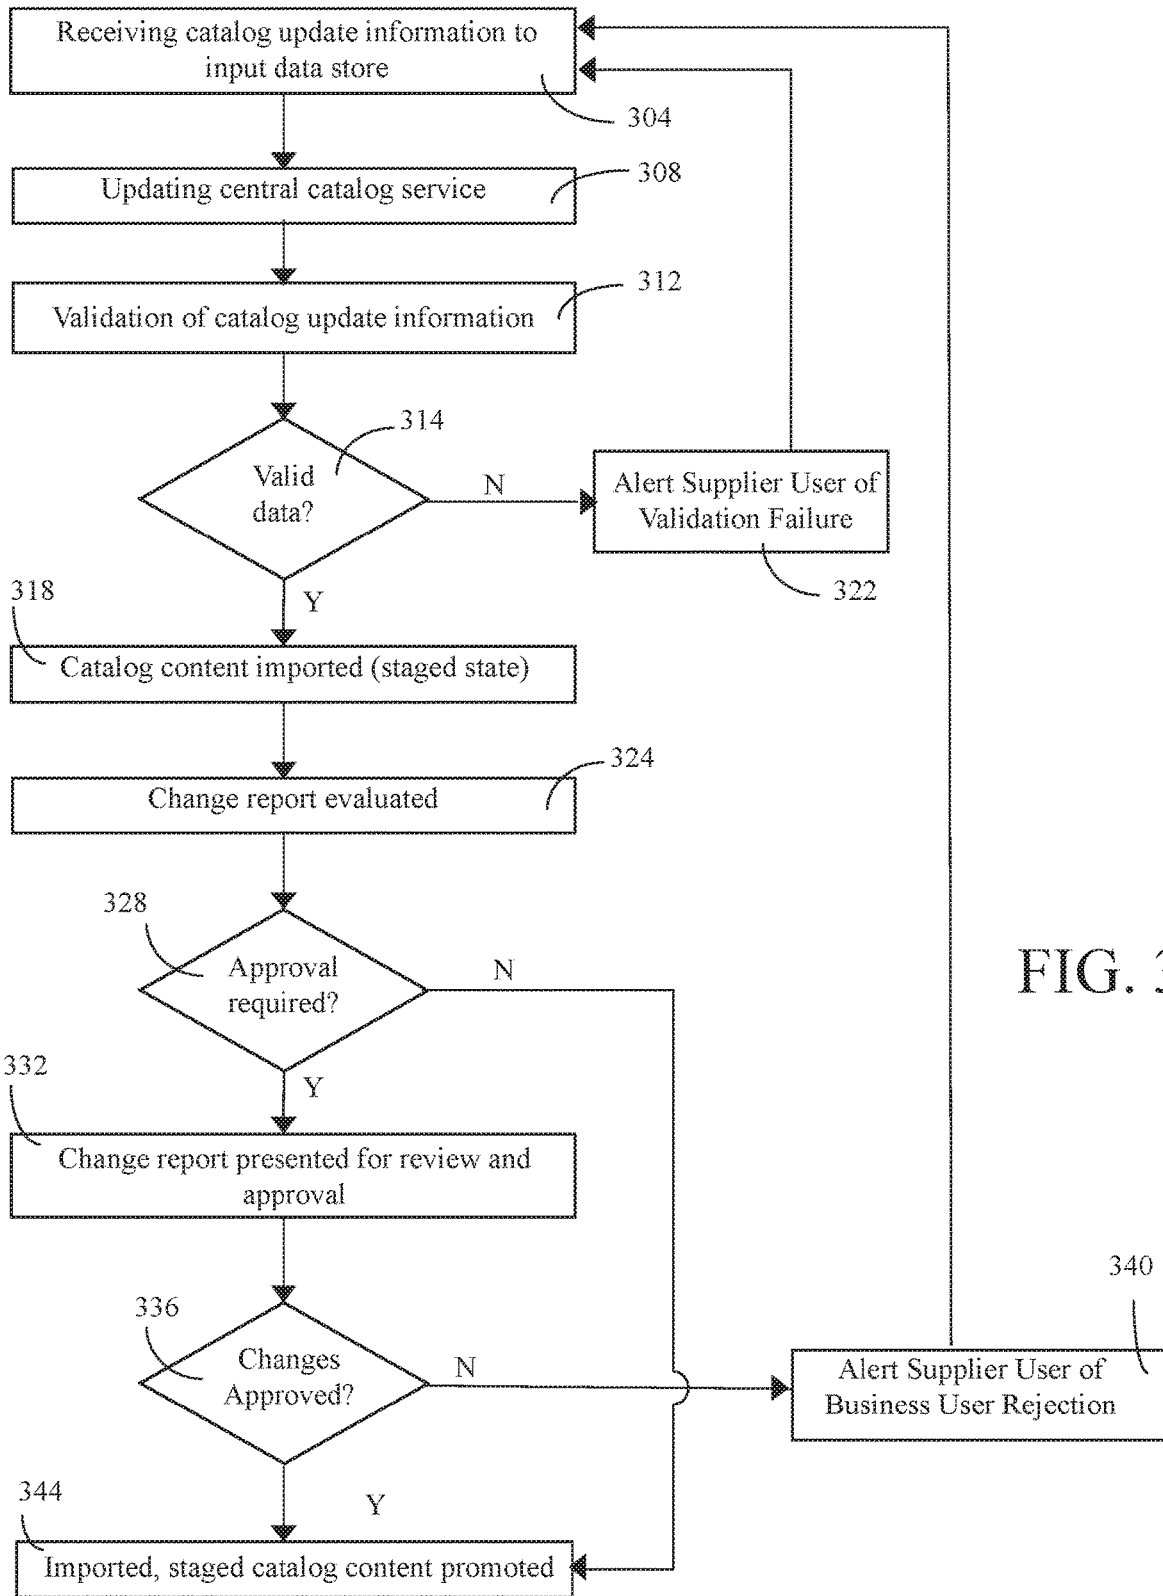 Receiving catalog update information to
input data store
304
308
Updating central catalog service
312
Validation of catalog update information
314
Valid
data?
N
Alert Supplier User of
Validation Failure
322
Y
318
Catalog content imported (staged state)
324
Change report evaluated
328
Approval
required?
N
FIG. 3
Y
332
Change report presented for review and
approval
340
336
Changes
Approved?
N
Alert Supplier User of
Business User Rejection
344
Y
Imported, staged catalog content promoted